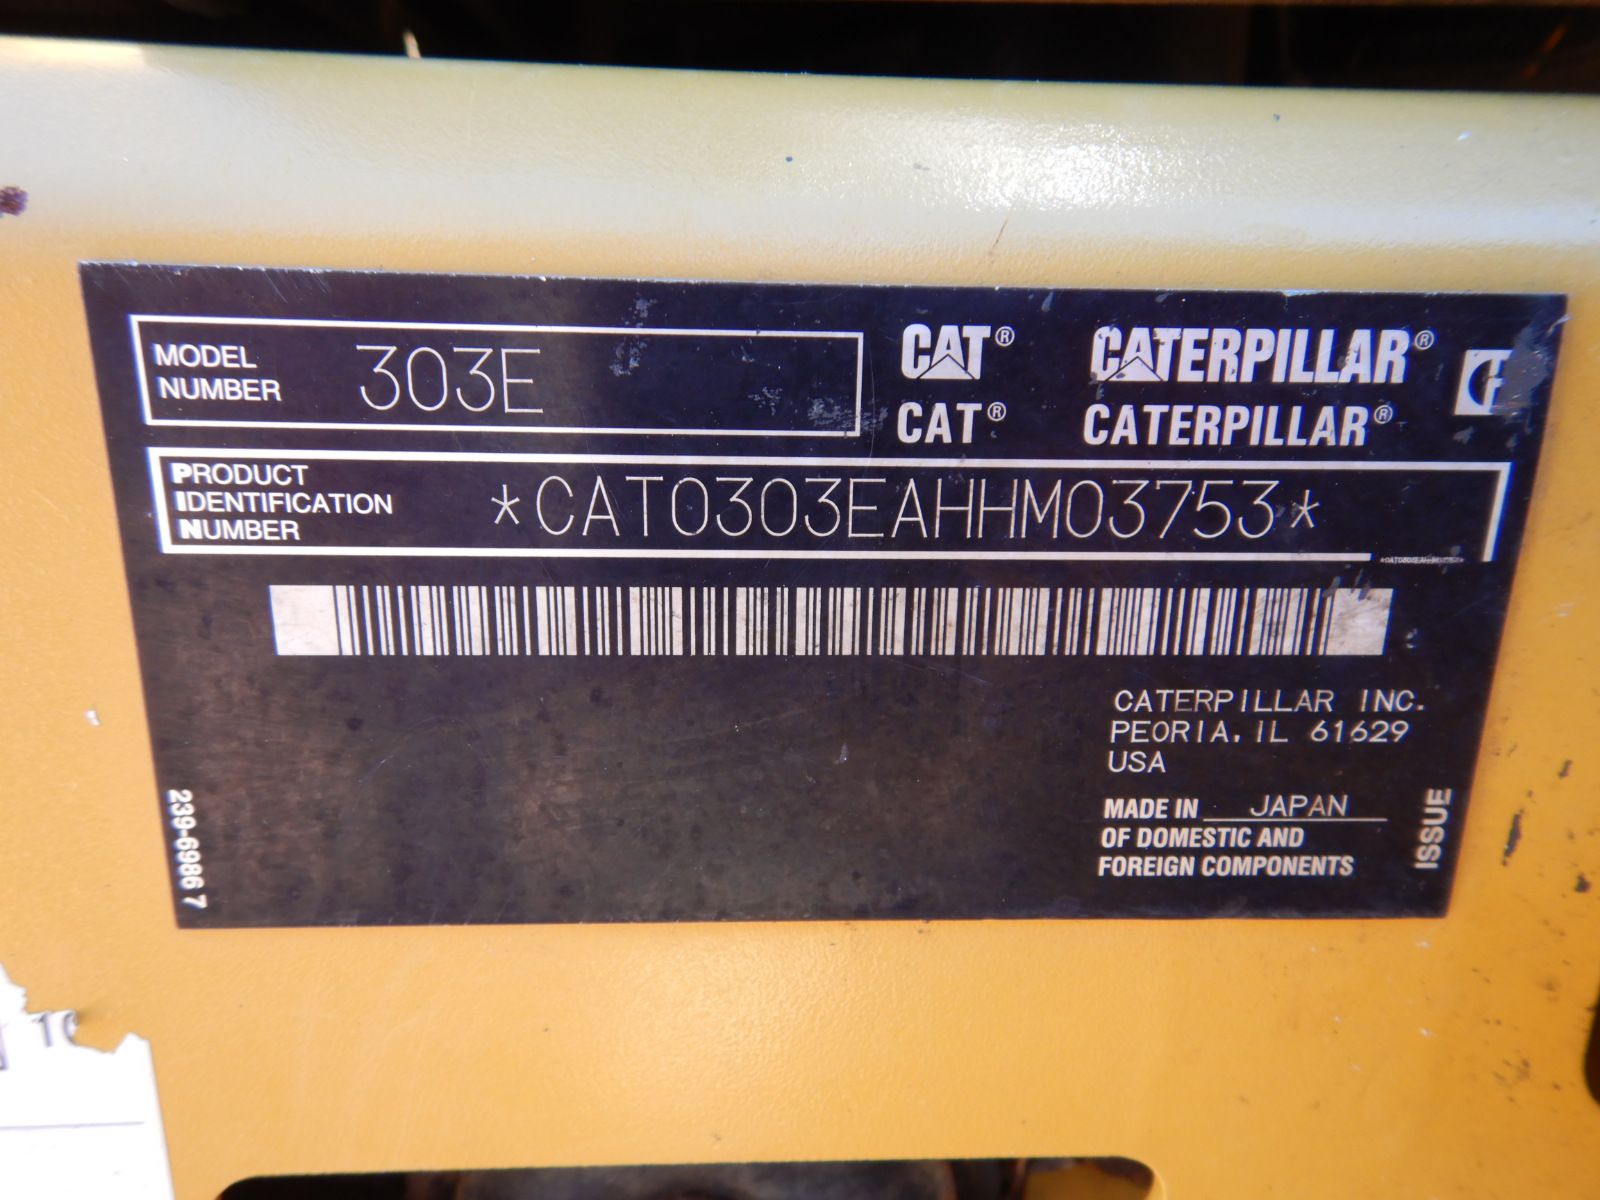 MODEL NUMBER 303E
CAT® CATERPILLAR®
CAT® CATERPILLAR®
PRODUCT IDENTIFICATION NUMBER *CAT0303EAHHM03753*
CATERPILLAR INC.
PEORIA, IL 61629
USA
MADE IN JAPAN
OF DOMESTIC AND
FOREIGN COMPONENTS
239-6986 7
ISSUE